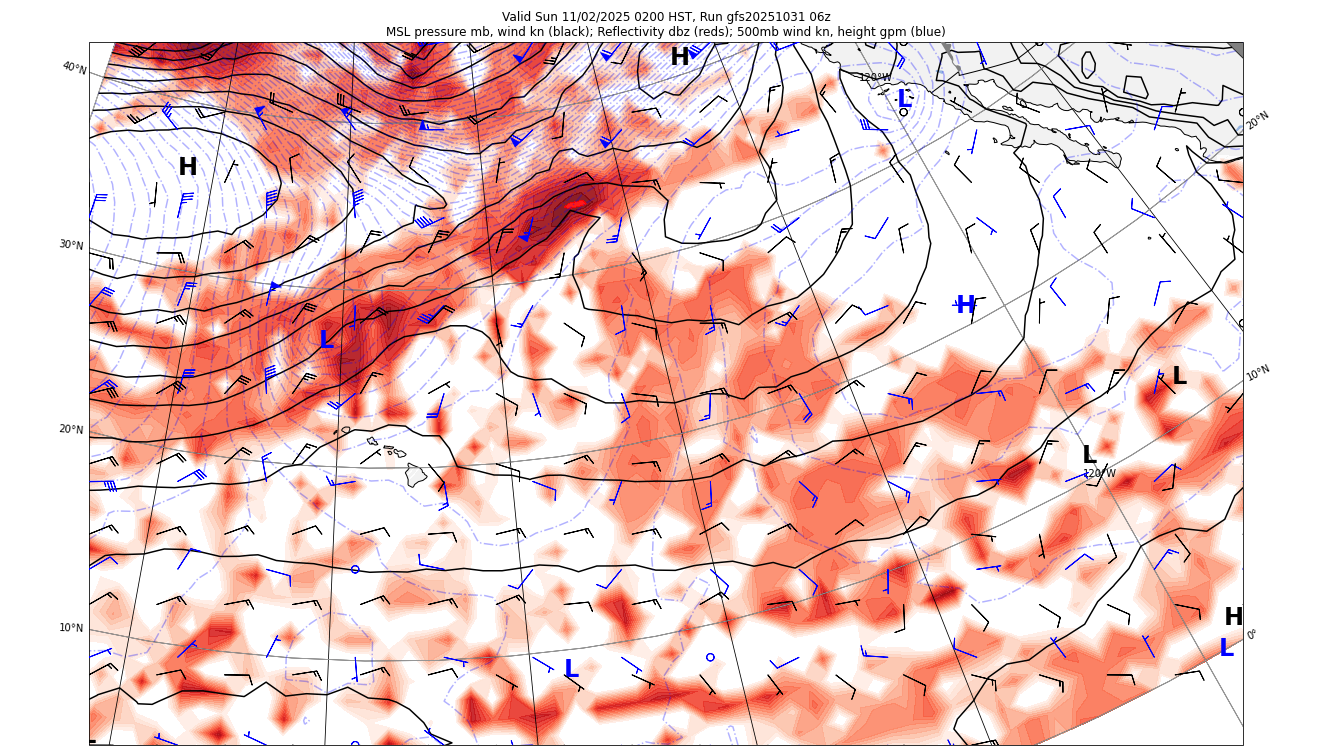 Valid Sun 11/02/2025 0200 HST, Run gfs20251031 06z
MSL pressure mb, wind kn (black); Reflectivity dbz (reds); 500mb wind kn, height gpm (blue)
H
40°N
120°W
L
20°N
H
30°N
H
L
10°N
L
20°N
L
120°W
10°N
H
0°
L
L